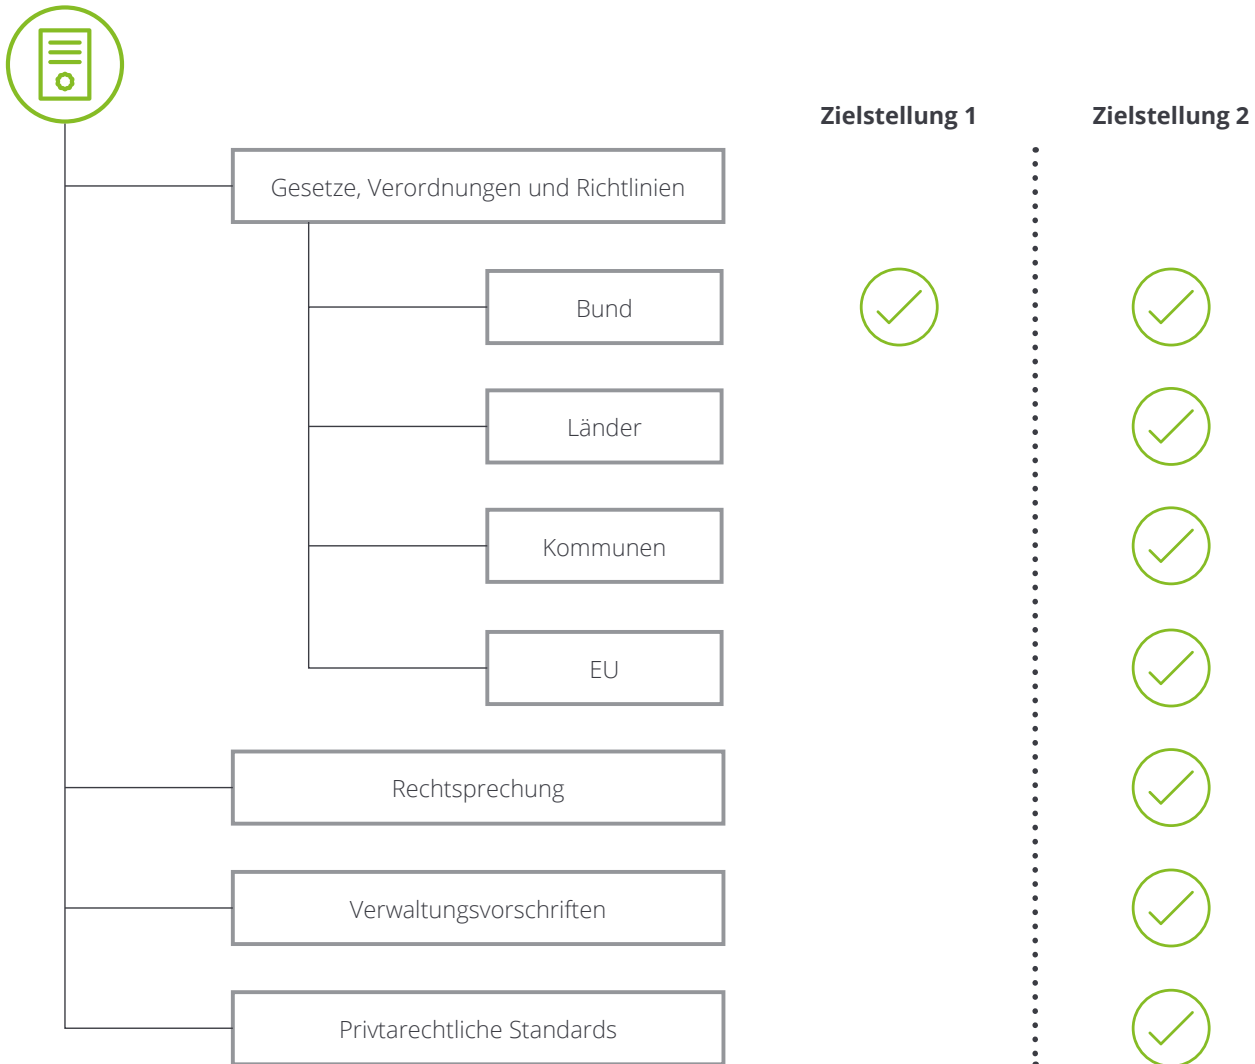 Zielstellung 1
Zielstellung 2
Gesetze, Verordnungen und Richtlinien
Bund
Länder
Kommunen
EU
Rechtsprechung
Verwaltungsvorschriften
Privtarechtliche Standards